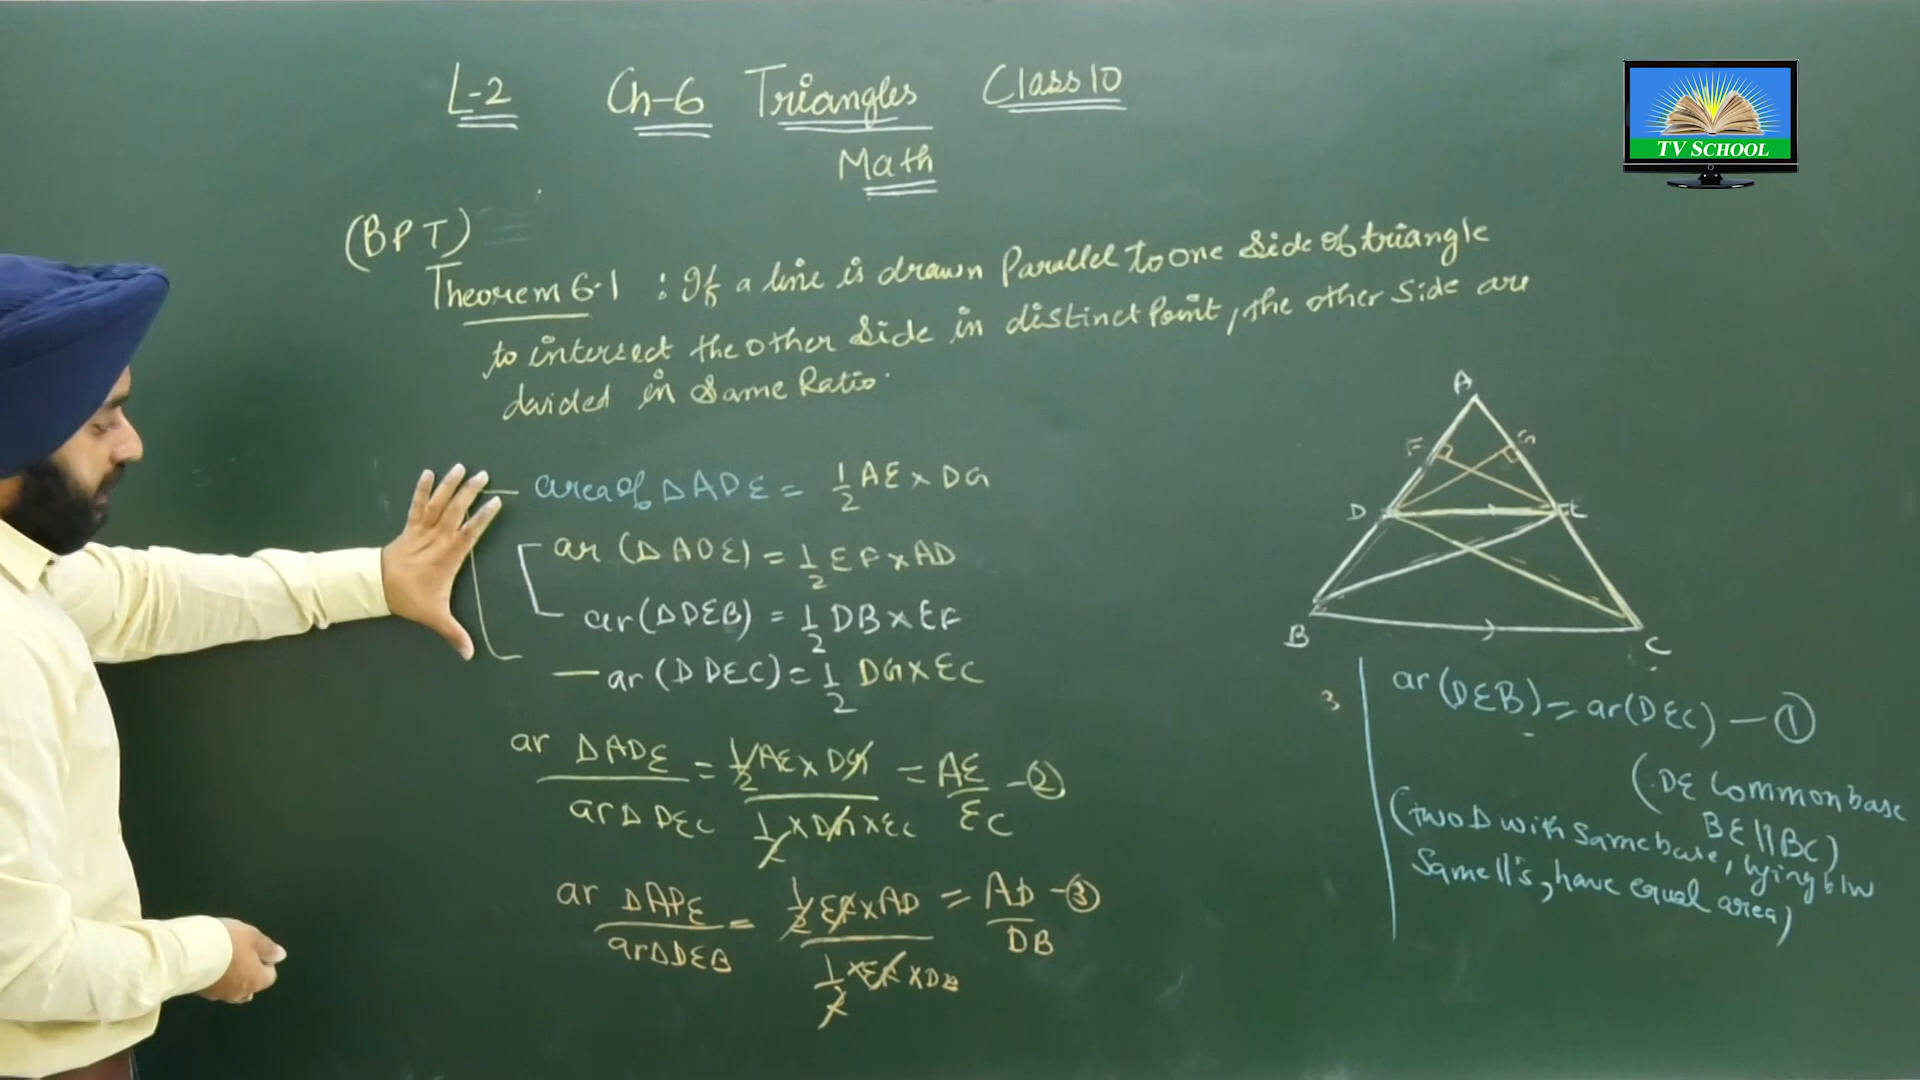 L-2 Ch-6 Triangles Class 10
Math
(BPT)
Theorem 6.1 : If a line is drawn Parallel to one Side of triangle
to intersect the other Side in distinct Point, the other Side are
devided in Same Ratio.
area of ΔADE = 1/2 AE × DG
ar (ΔADE) = 1/2 EF × AD
ar (ΔDEB) = 1/2 DB × EF
ar (ΔDEC) = 1/2 DG × EC
ar ΔADE / ar Δ DEC = 1/2 AE × DG / 1/2 × DG × EC = AE / EC - ②
ar ΔADE / ar ΔDEB = 1/2 EF × AD / 1/2 × EF × DB = AD / DB - ③
A
F G
D E
B C
3
ar (DEB) = ar (DEC) - ①
(DE Common base
BE || BC)
(two Δ with Same base, lying b/w
Same ||'s, have equal area)
TV SCHOOL